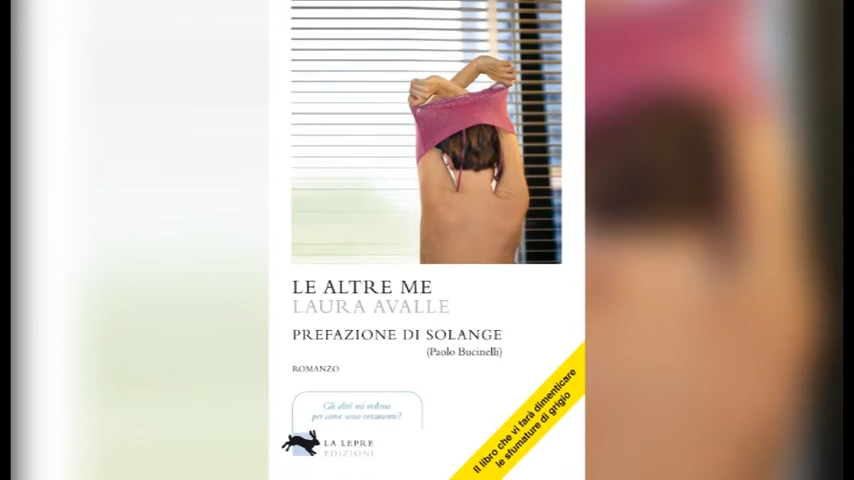 LE ALTRE ME
LAURA AVALLE
PREFAZIONE DI SOLANGE
(Paolo Bucinelli)
ROMANZO
Gli altri mi vedono
per come sono veramente?
LA LEPRE
EDIZIONI
Il libro che vi farà dimenticare
le sfumature di grigio